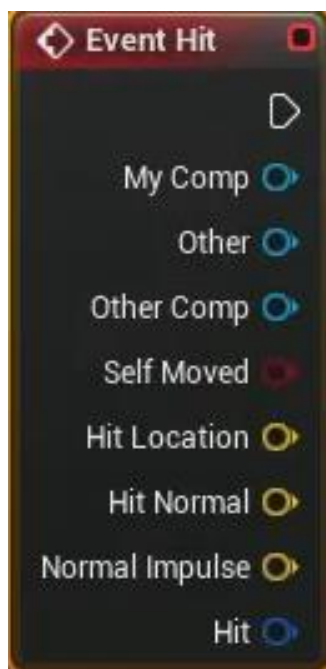 Event Hit
My Comp
Other
Other Comp
Self Moved
Hit Location
Hit Normal
Normal Impulse
Hit